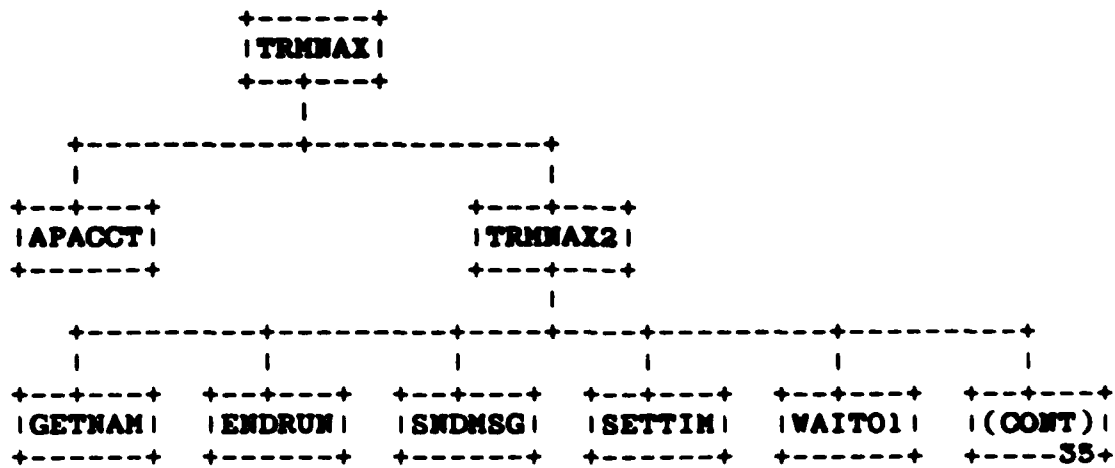 TRMNAX
APACCT TRMNAX2
GETNAM ENDRUN SNDMSG SETTIM WAIT01 (CONT)
35